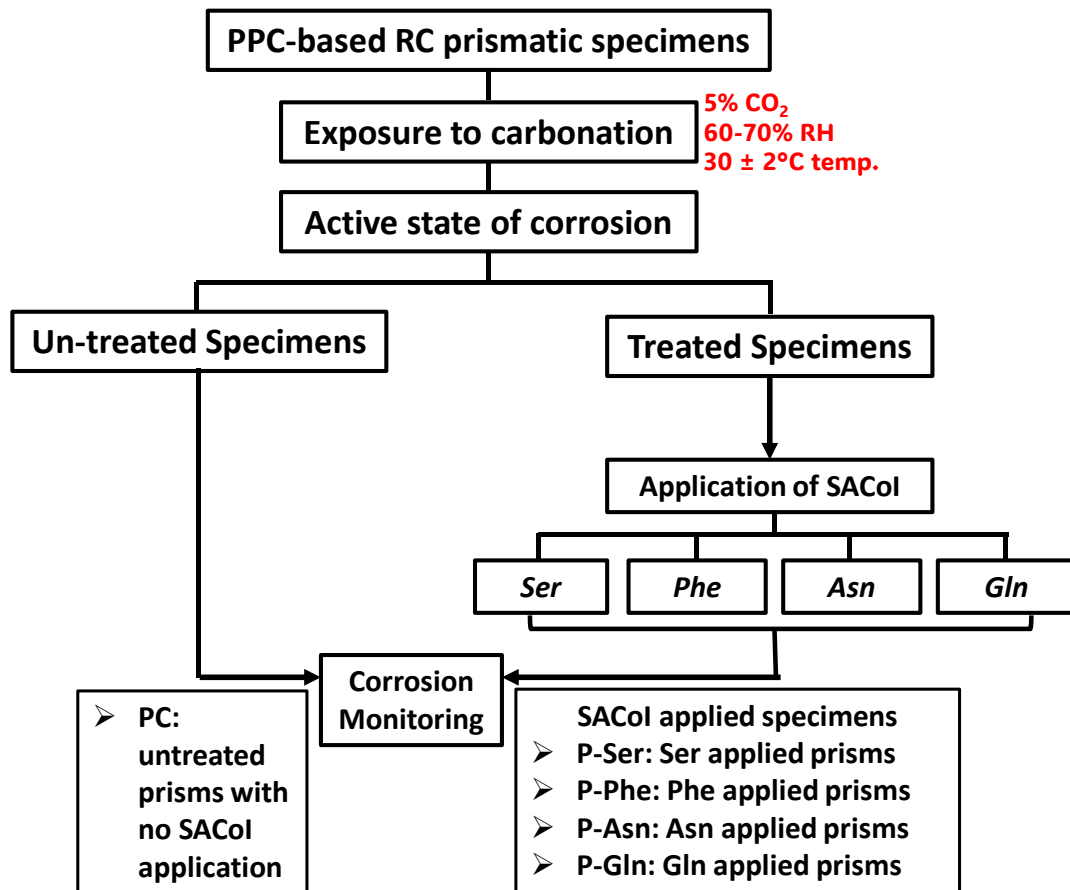 PPC-based RC prismatic specimens
Exposure to carbonation
5% CO₂
60-70% RH
30 ± 2°C temp.
Active state of corrosion
Un-treated Specimens
Treated Specimens
Application of SACoI
Ser
Phe
Asn
Gln
Corrosion
Monitoring
➢ PC:
untreated
prisms with
no SACoI
application
SACoI applied specimens
➢ P-Ser: Ser applied prisms
➢ P-Phe: Phe applied prisms
➢ P-Asn: Asn applied prisms
➢ P-Gln: Gln applied prisms